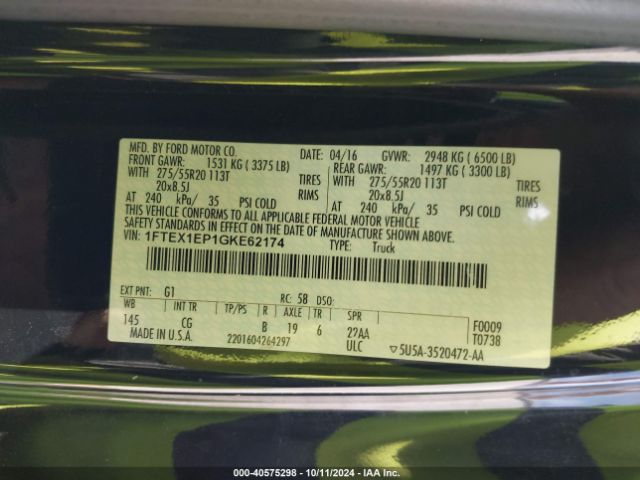 MFD. BY FORD MOTOR CO.
DATE: 04/16 GVWR: 2948 KG ( 6500 LB)
FRONT GAWR: 1531 KG ( 3375 LB) REAR GAWR: 1497 KG ( 3300 LB)
WITH 275/55R20 113T TIRES WITH 275/55R20 113T TIRES
20x8.5J RIMS 20x8.5J RIMS
AT 240 kPa/ 35 PSI COLD AT 240 kPa/ 35 PSI COLD
THIS VEHICLE CONFORMS TO ALL APPLICABLE FEDERAL MOTOR VEHICLE
SAFETY STANDARDS IN EFFECT ON THE DATE OF MANUFACTURE SHOWN ABOVE.
VIN: 1FTEX1EP1GKE62174
TYPE: Truck
EXT PNT: G1 RC: 58 DSO:
WB INT TR TP/PS R AXLE TR SPR F0009
145 CG B 19 6 2?AA T0738
MADE IN U.S.A. 2201604264297 ULC ▽5U5A-3520472-AA
40575298 - 10/11/2024 - IAA Inc.